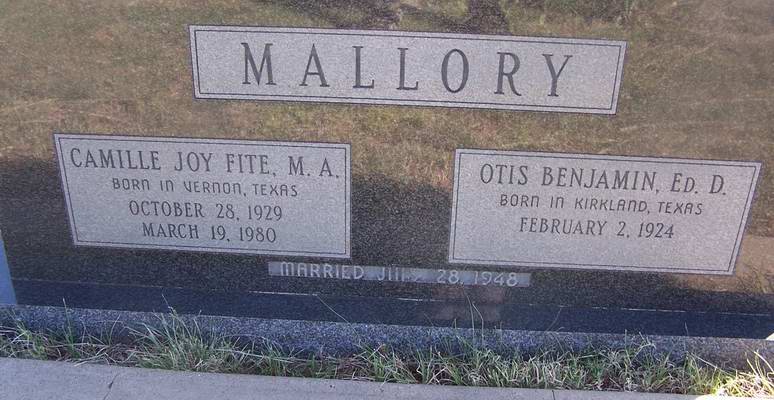 MALLORY
CAMILLE JOY FITE, M. A.
BORN IN VERNON, TEXAS
OCTOBER 28, 1929
MARCH 19, 1980
OTIS BENJAMIN, ED. D.
BORN IN KIRKLAND, TEXAS
FEBRUARY 2, 1924
MARRIED 28, 1948